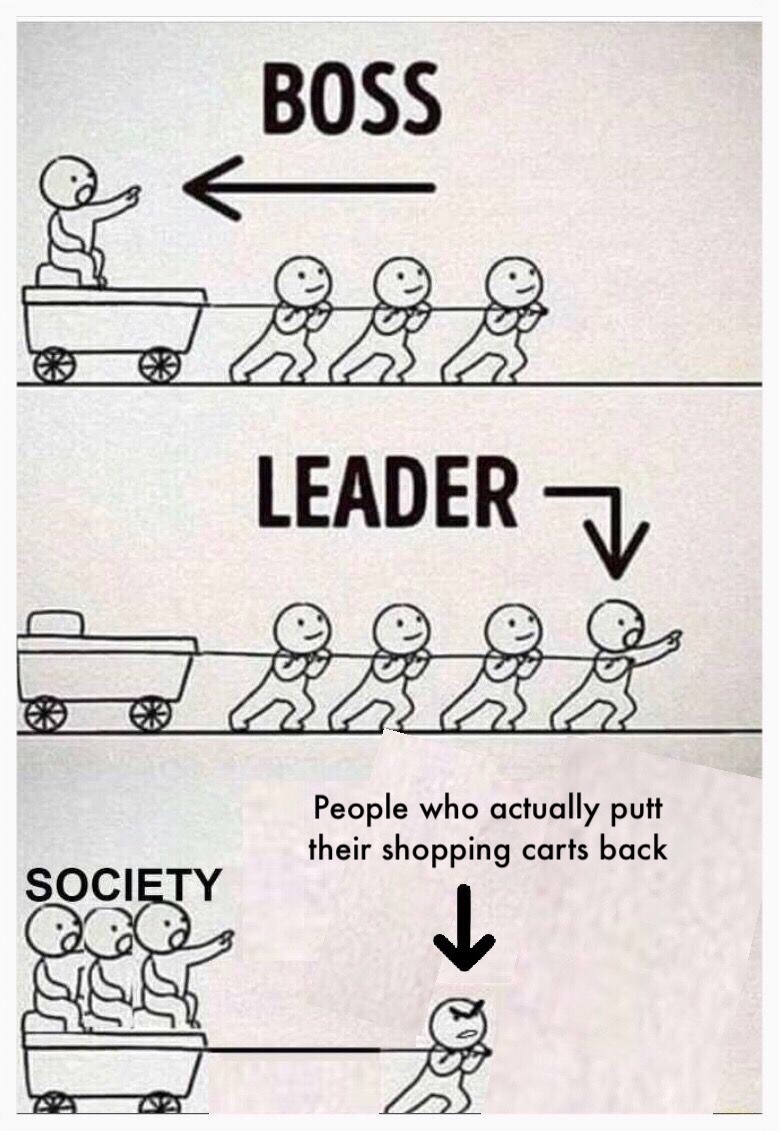 BOSS
LEADER
People who actually putt
their shopping carts back
SOCIETY